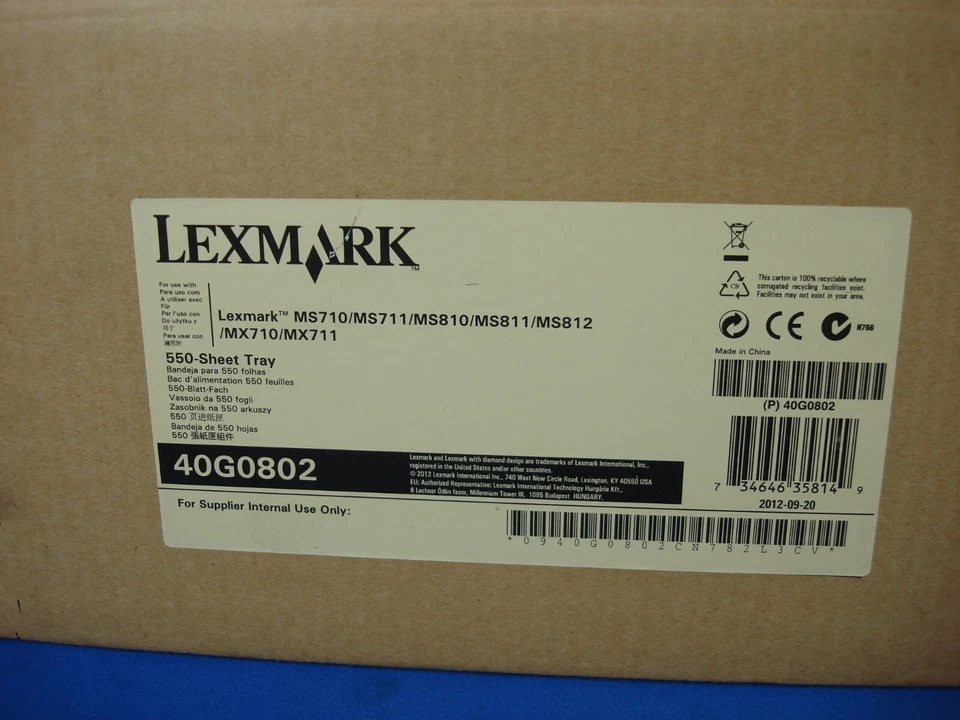 LEXMARK™
For use with
Para uso com
A utiliser avec
Für
Per l'uso con
Do użytku z
用于
Para usar con
適用於
Lexmark™ MS710/MS711/MS810/MS811/MS812
/MX710/MX711
550-Sheet Tray
Bandeja para 550 folhas
Bac d'alimentation 550 feuilles
550-Blatt-Fach
Vassoio da 550 fogli
Zasobnik na 550 arkuszy
550 页进纸匣
Bandeja de 550 hojas
550 張紙匣組件
40G0802
Lexmark and Lexmark with diamond design are trademarks of Lexmark International, Inc.,
registered in the United States and/or other countries.
© 2012 Lexmark International Inc., 740 West New Circle Road, Lexington, KY 40550 USA
EU; Authorized Representative: Lexmark International Technology Hungária Kft.,
8 Lechner Ödön fasor, Millennium Tower III, 1095 Budapest HUNGARY.
For Supplier Internal Use Only:
*0940G0802CN782L3CV*
CB
This carton is 100% recyclable where
corrugated recycling facilities exist.
Facilities may not exist in your area.
CE
N766
Made in China
(P) 40G0802
7 34646 35814 9
2012-09-20